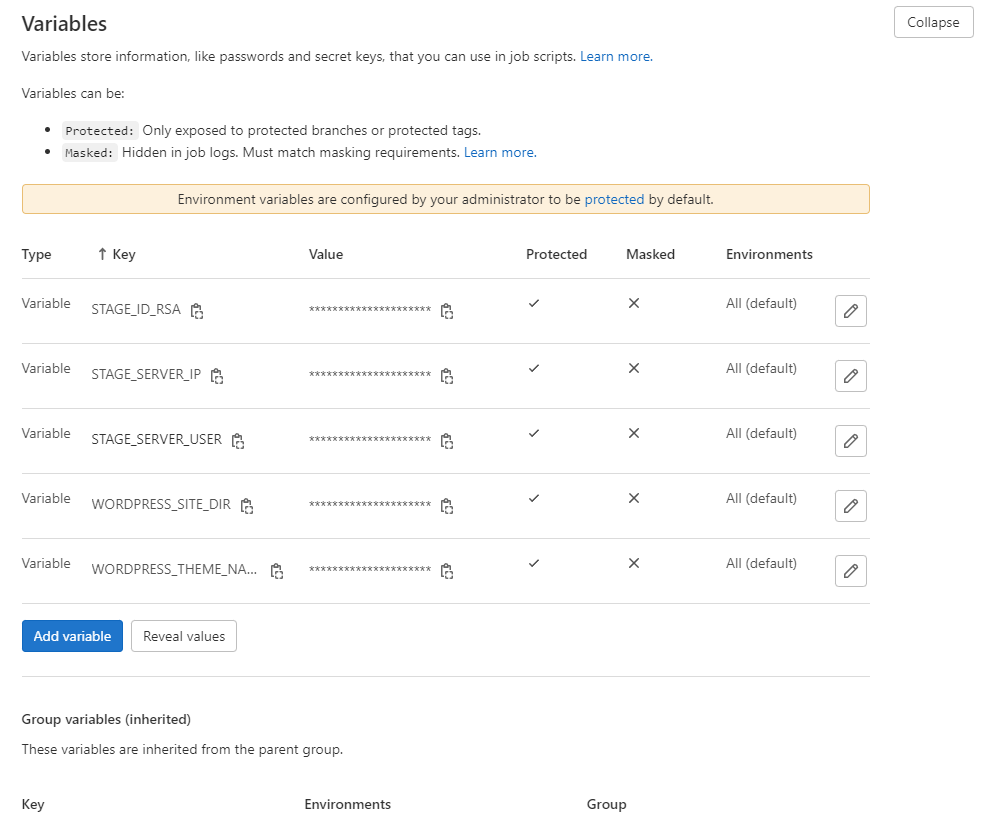 Variables
Collapse
Variables store information, like passwords and secret keys, that you can use in job scripts. Learn more.
Variables can be:
Protected: Only exposed to protected branches or protected tags.
Masked: Hidden in job logs. Must match masking requirements. Learn more.
Environment variables are configured by your administrator to be protected by default.
Type ↑ Key Value Protected Masked Environments
Variable STAGE_ID_RSA ********************* All (default)
Variable STAGE_SERVER_IP ********************* All (default)
Variable STAGE_SERVER_USER ********************* All (default)
Variable WORDPRESS_SITE_DIR ********************* All (default)
Variable WORDPRESS_THEME_NA... ********************* All (default)
Add variable Reveal values
Group variables (inherited)
These variables are inherited from the parent group.
Key Environments Group